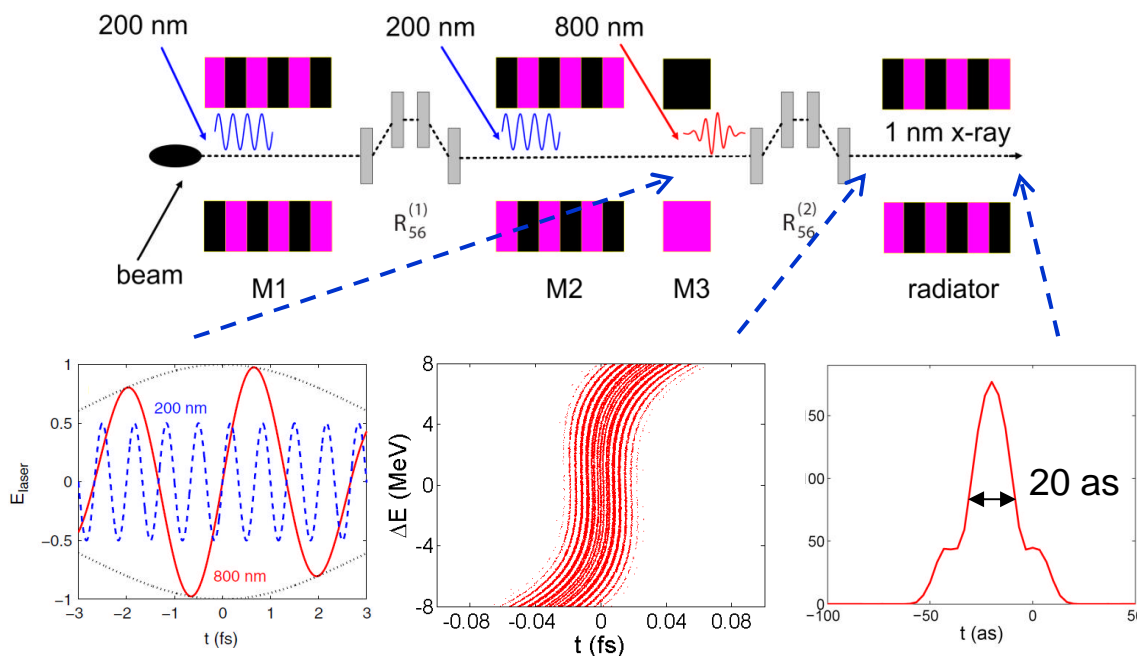 200 nm
200 nm
800 nm
1 nm x-ray
R56(1)
R56(2)
beam
M1
M2
M3
radiator
1
0.5
0
-0.5
-1
200 nm
800 nm
E_laser
-3 -2 -1 0 1 2 3
t (fs)
8
4
0
-4
-8
ΔE (MeV)
-0.08 -0.04 0 0.04 0.08
t (fs)
50
00
50
0
20 as
-100 -50 0 50
t (as)